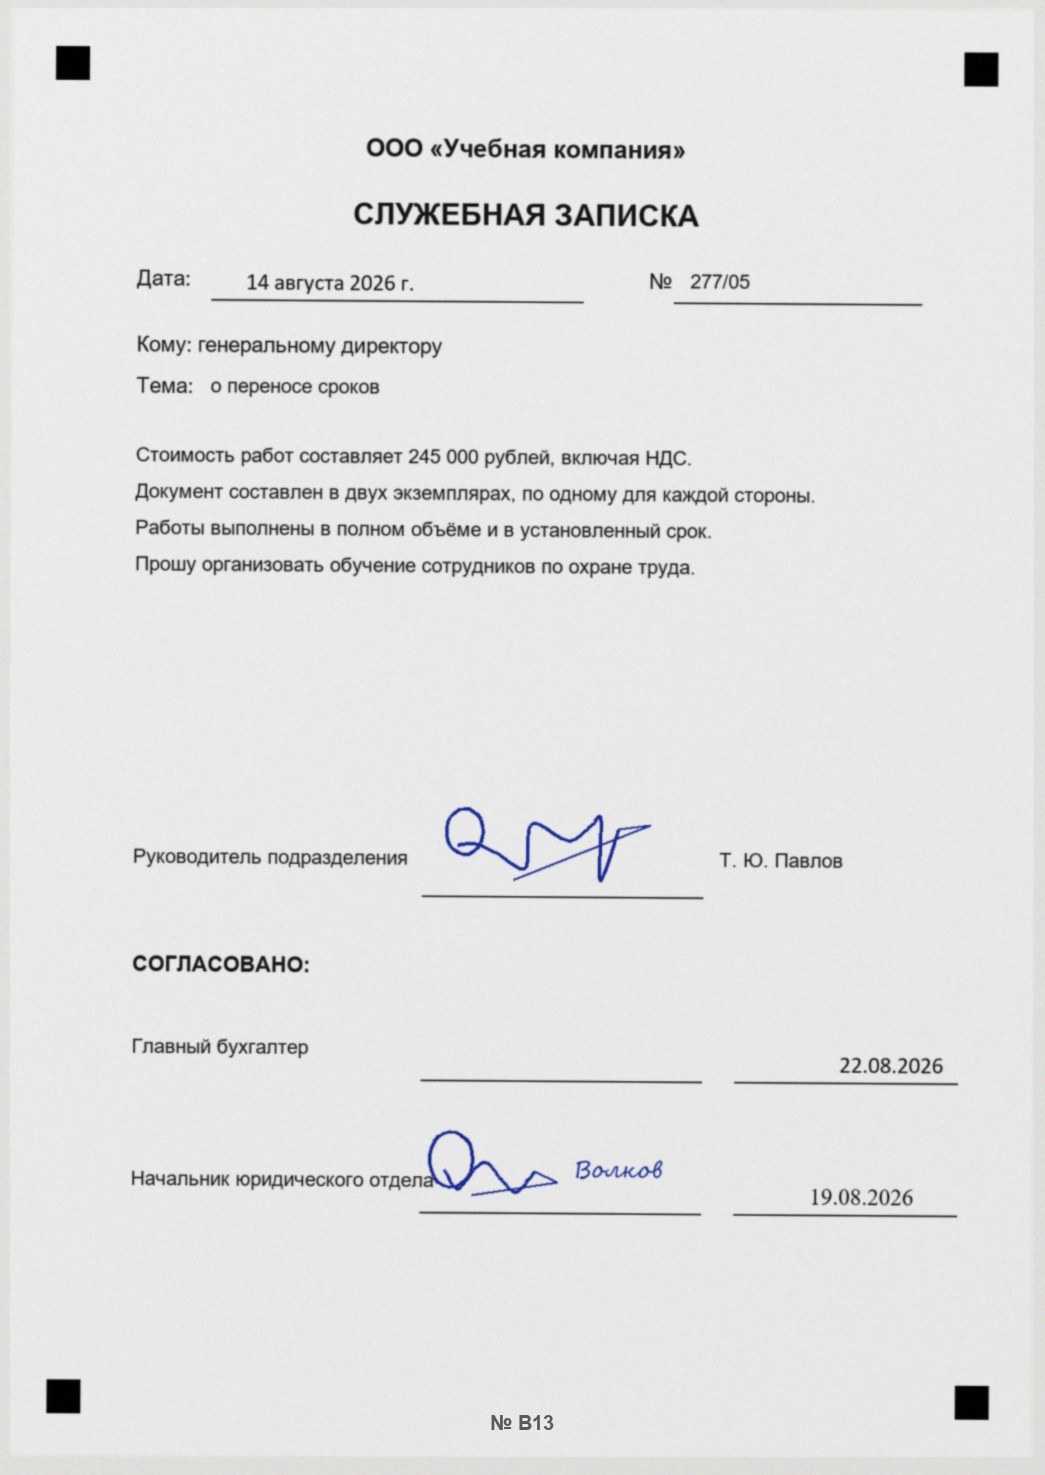 ООО «Учебная компания»
СЛУЖЕБНАЯ ЗАПИСКА
Дата: 14 августа 2026 г. № 277/05
Кому: генеральному директору
Тема: о переносе сроков
Стоимость работ составляет 245 000 рублей, включая НДС.
Документ составлен в двух экземплярах, по одному для каждой стороны.
Работы выполнены в полном объёме и в установленный срок.
Прошу организовать обучение сотрудников по охране труда.
Руководитель подразделения Т. Ю. Павлов
СОГЛАСОВАНО:
Главный бухгалтер 22.08.2026
Начальник юридического отдела Волков 19.08.2026
№ B13